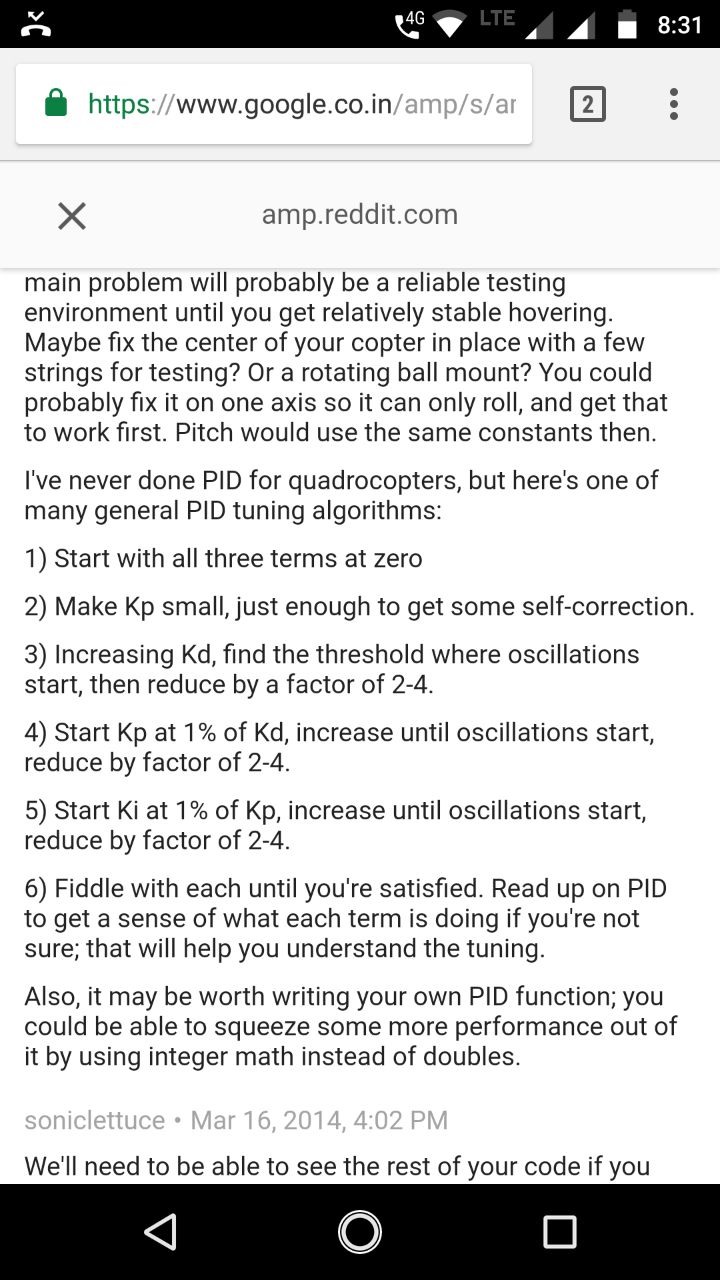 4G LTE 8:31
https://www.google.co.in/amp/s/ar
2
amp.reddit.com
main problem will probably be a reliable testing
environment until you get relatively stable hovering.
Maybe fix the center of your copter in place with a few
strings for testing? Or a rotating ball mount? You could
probably fix it on one axis so it can only roll, and get that
to work first. Pitch would use the same constants then.
I've never done PID for quadrocopters, but here's one of
many general PID tuning algorithms:
1) Start with all three terms at zero
2) Make Kp small, just enough to get some self-correction.
3) Increasing Kd, find the threshold where oscillations
start, then reduce by a factor of 2-4.
4) Start Kp at 1% of Kd, increase until oscillations start,
reduce by factor of 2-4.
5) Start Ki at 1% of Kp, increase until oscillations start,
reduce by factor of 2-4.
6) Fiddle with each until you're satisfied. Read up on PID
to get a sense of what each term is doing if you're not
sure; that will help you understand the tuning.
Also, it may be worth writing your own PID function; you
could be able to squeeze some more performance out of
it by using integer math instead of doubles.
soniclettuce • Mar 16, 2014, 4:02 PM
We'll need to be able to see the rest of your code if you